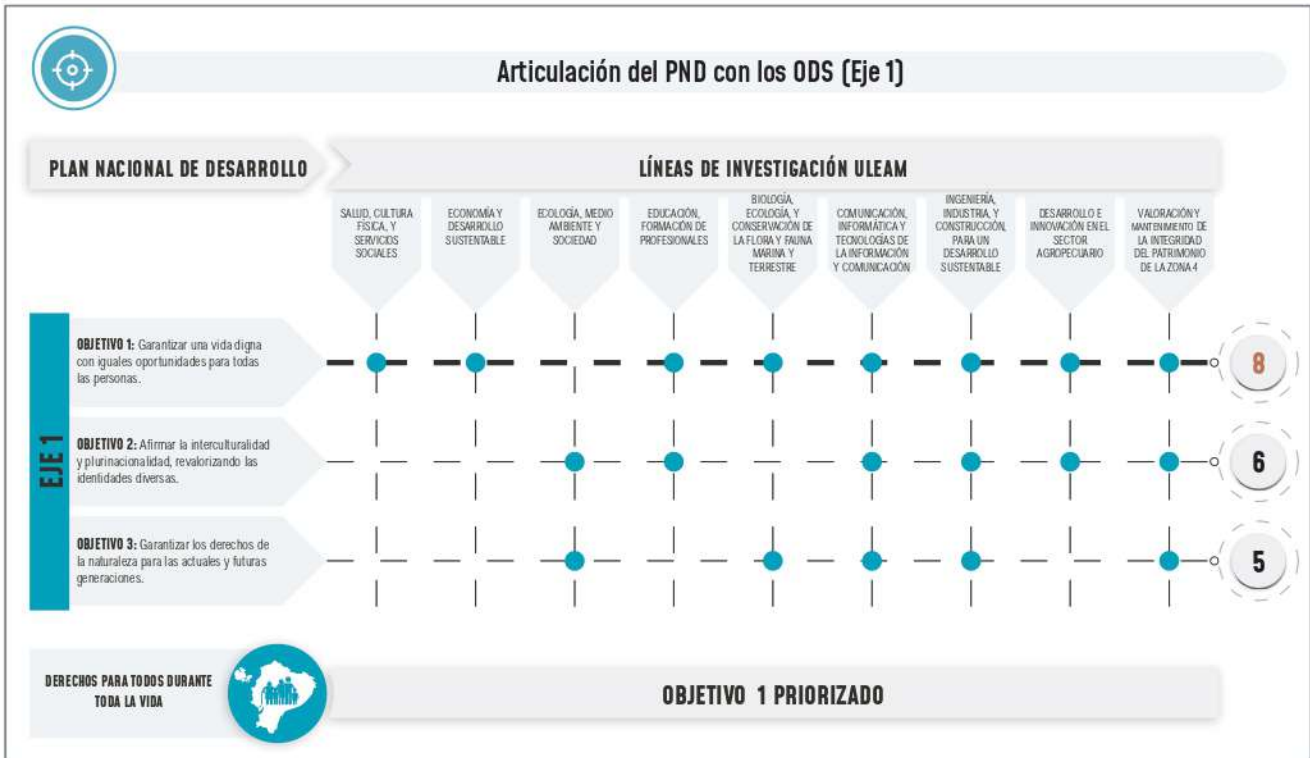 Articulación del PND con los ODS (Eje 1)
PLAN NACIONAL DE DESARROLLO
LÍNEAS DE INVESTIGACIÓN ULEAM
SALUD, CULTURA
FÍSICA, Y
SERVICIOS
SOCIALES
ECONOMÍA Y
DESARROLLO
SUSTENTABLE
ECOLOGÍA, MEDIO
AMBIENTE Y
SOCIEDAD
EDUCACIÓN,
FORMACIÓN DE
PROFESIONALES
BIOLOGÍA,
ECOLOGÍA, Y
CONSERVACIÓN DE
LA FLORA Y FAUNA
MARINA Y
TERRESTRE
COMUNICACIÓN,
INFORMÁTICA Y
TECNOLOGÍAS DE
LA INFORMACIÓN
Y COMUNICACIÓN
INGENIERÍA,
INDUSTRIA, Y
CONSTRUCCIÓN,
PARA UN
DESARROLLO
SUSTENTABLE
DESARROLLO E
INNOVACIÓN EN EL
SECTOR
AGROPECUARIO
VALORACIÓN Y
MANTENIMIENTO DE
LA INTEGRIDAD
DEL PATRIMONIO
DE LA ZONA 4
EJE 1
OBJETIVO 1: Garantizar una vida digna
con iguales oportunidades para todas
las personas.
8
OBJETIVO 2: Afirmar la interculturalidad
y plurinacionalidad, revalorizando las
identidades diversas.
6
OBJETIVO 3: Garantizar los derechos de
la naturaleza para las actuales y futuras
generaciones.
5
DERECHOS PARA TODOS DURANTE
TODA LA VIDA
OBJETIVO 1 PRIORIZADO